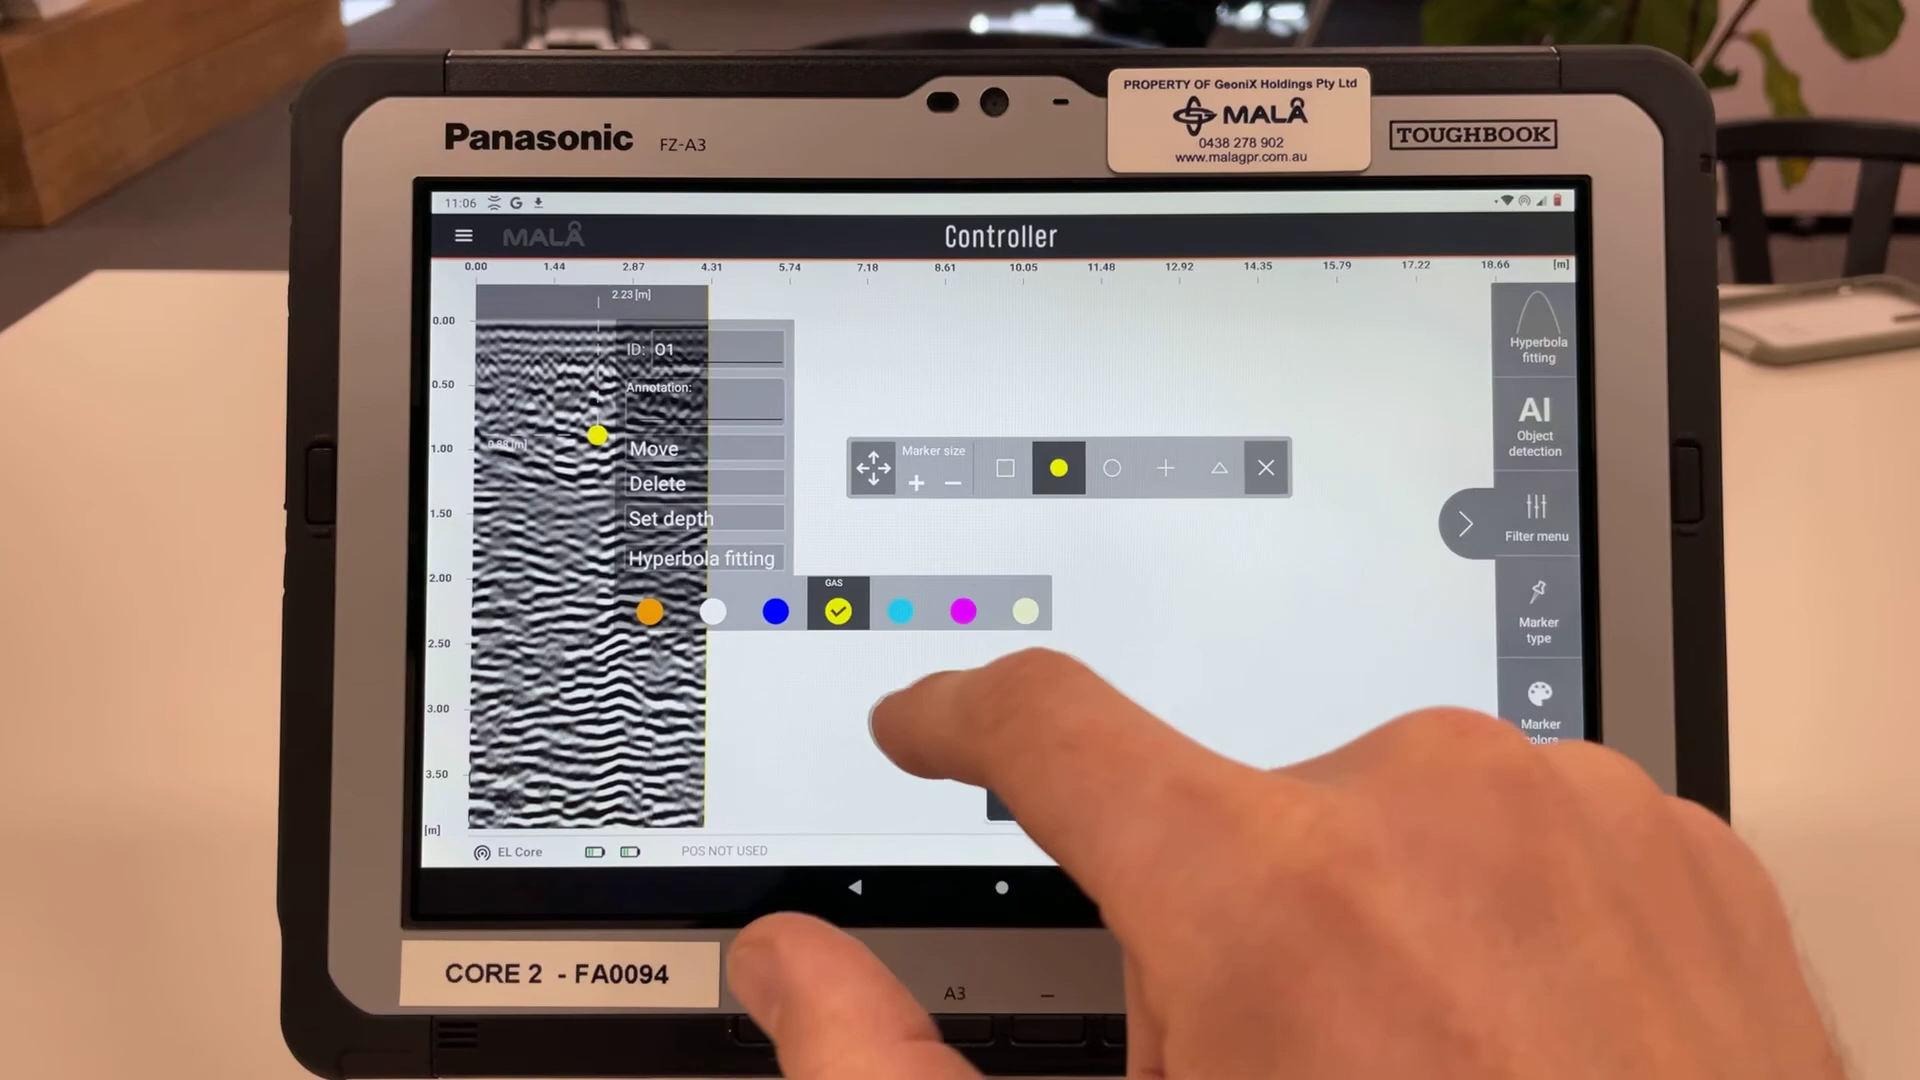 PROPERTY OF GeoniX Holdings Pty Ltd
MALÅ
0438 278 902
www.malagpr.com.au
Panasonic FZ-A3
TOUGHBOOK
11:06 G
MALÅ
Controller
0.00 1.44 2.87 4.31 5.74 7.18 8.61 10.05 11.48 12.92 14.35 15.79 17.22 18.66 [m]
2.23 [m]
0.00
0.50
1.00
1.50
2.00
2.50
3.00
3.50
[m]
0.88 [m]
ID: 01
Annotation:
Move
Delete
Set depth
Hyperbola fitting
GAS
Marker size
+ −
Hyperbola
fitting
AI
Object
detection
Filter menu
Marker
type
Marker
EL Core
POS NOT USED
CORE 2 - FA0094
A3 –